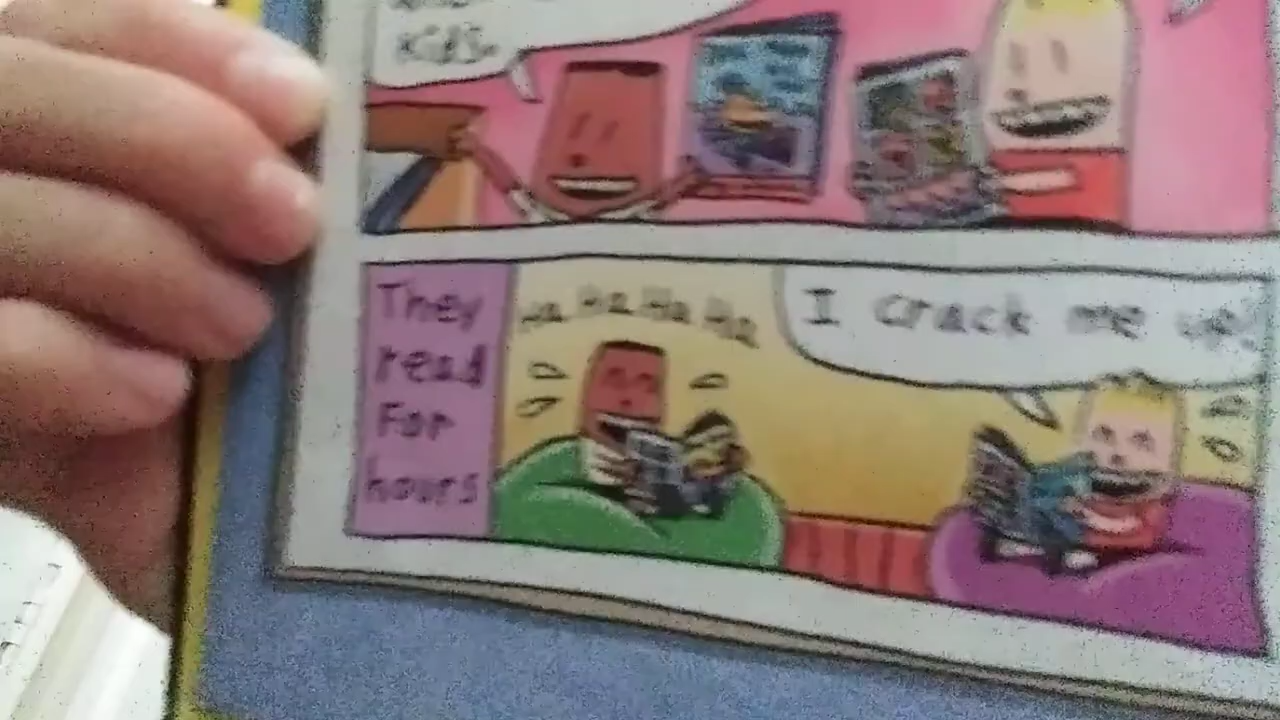 Kids.
They
read
For
hours
Ha Ha Ha Ha
I crack me up!